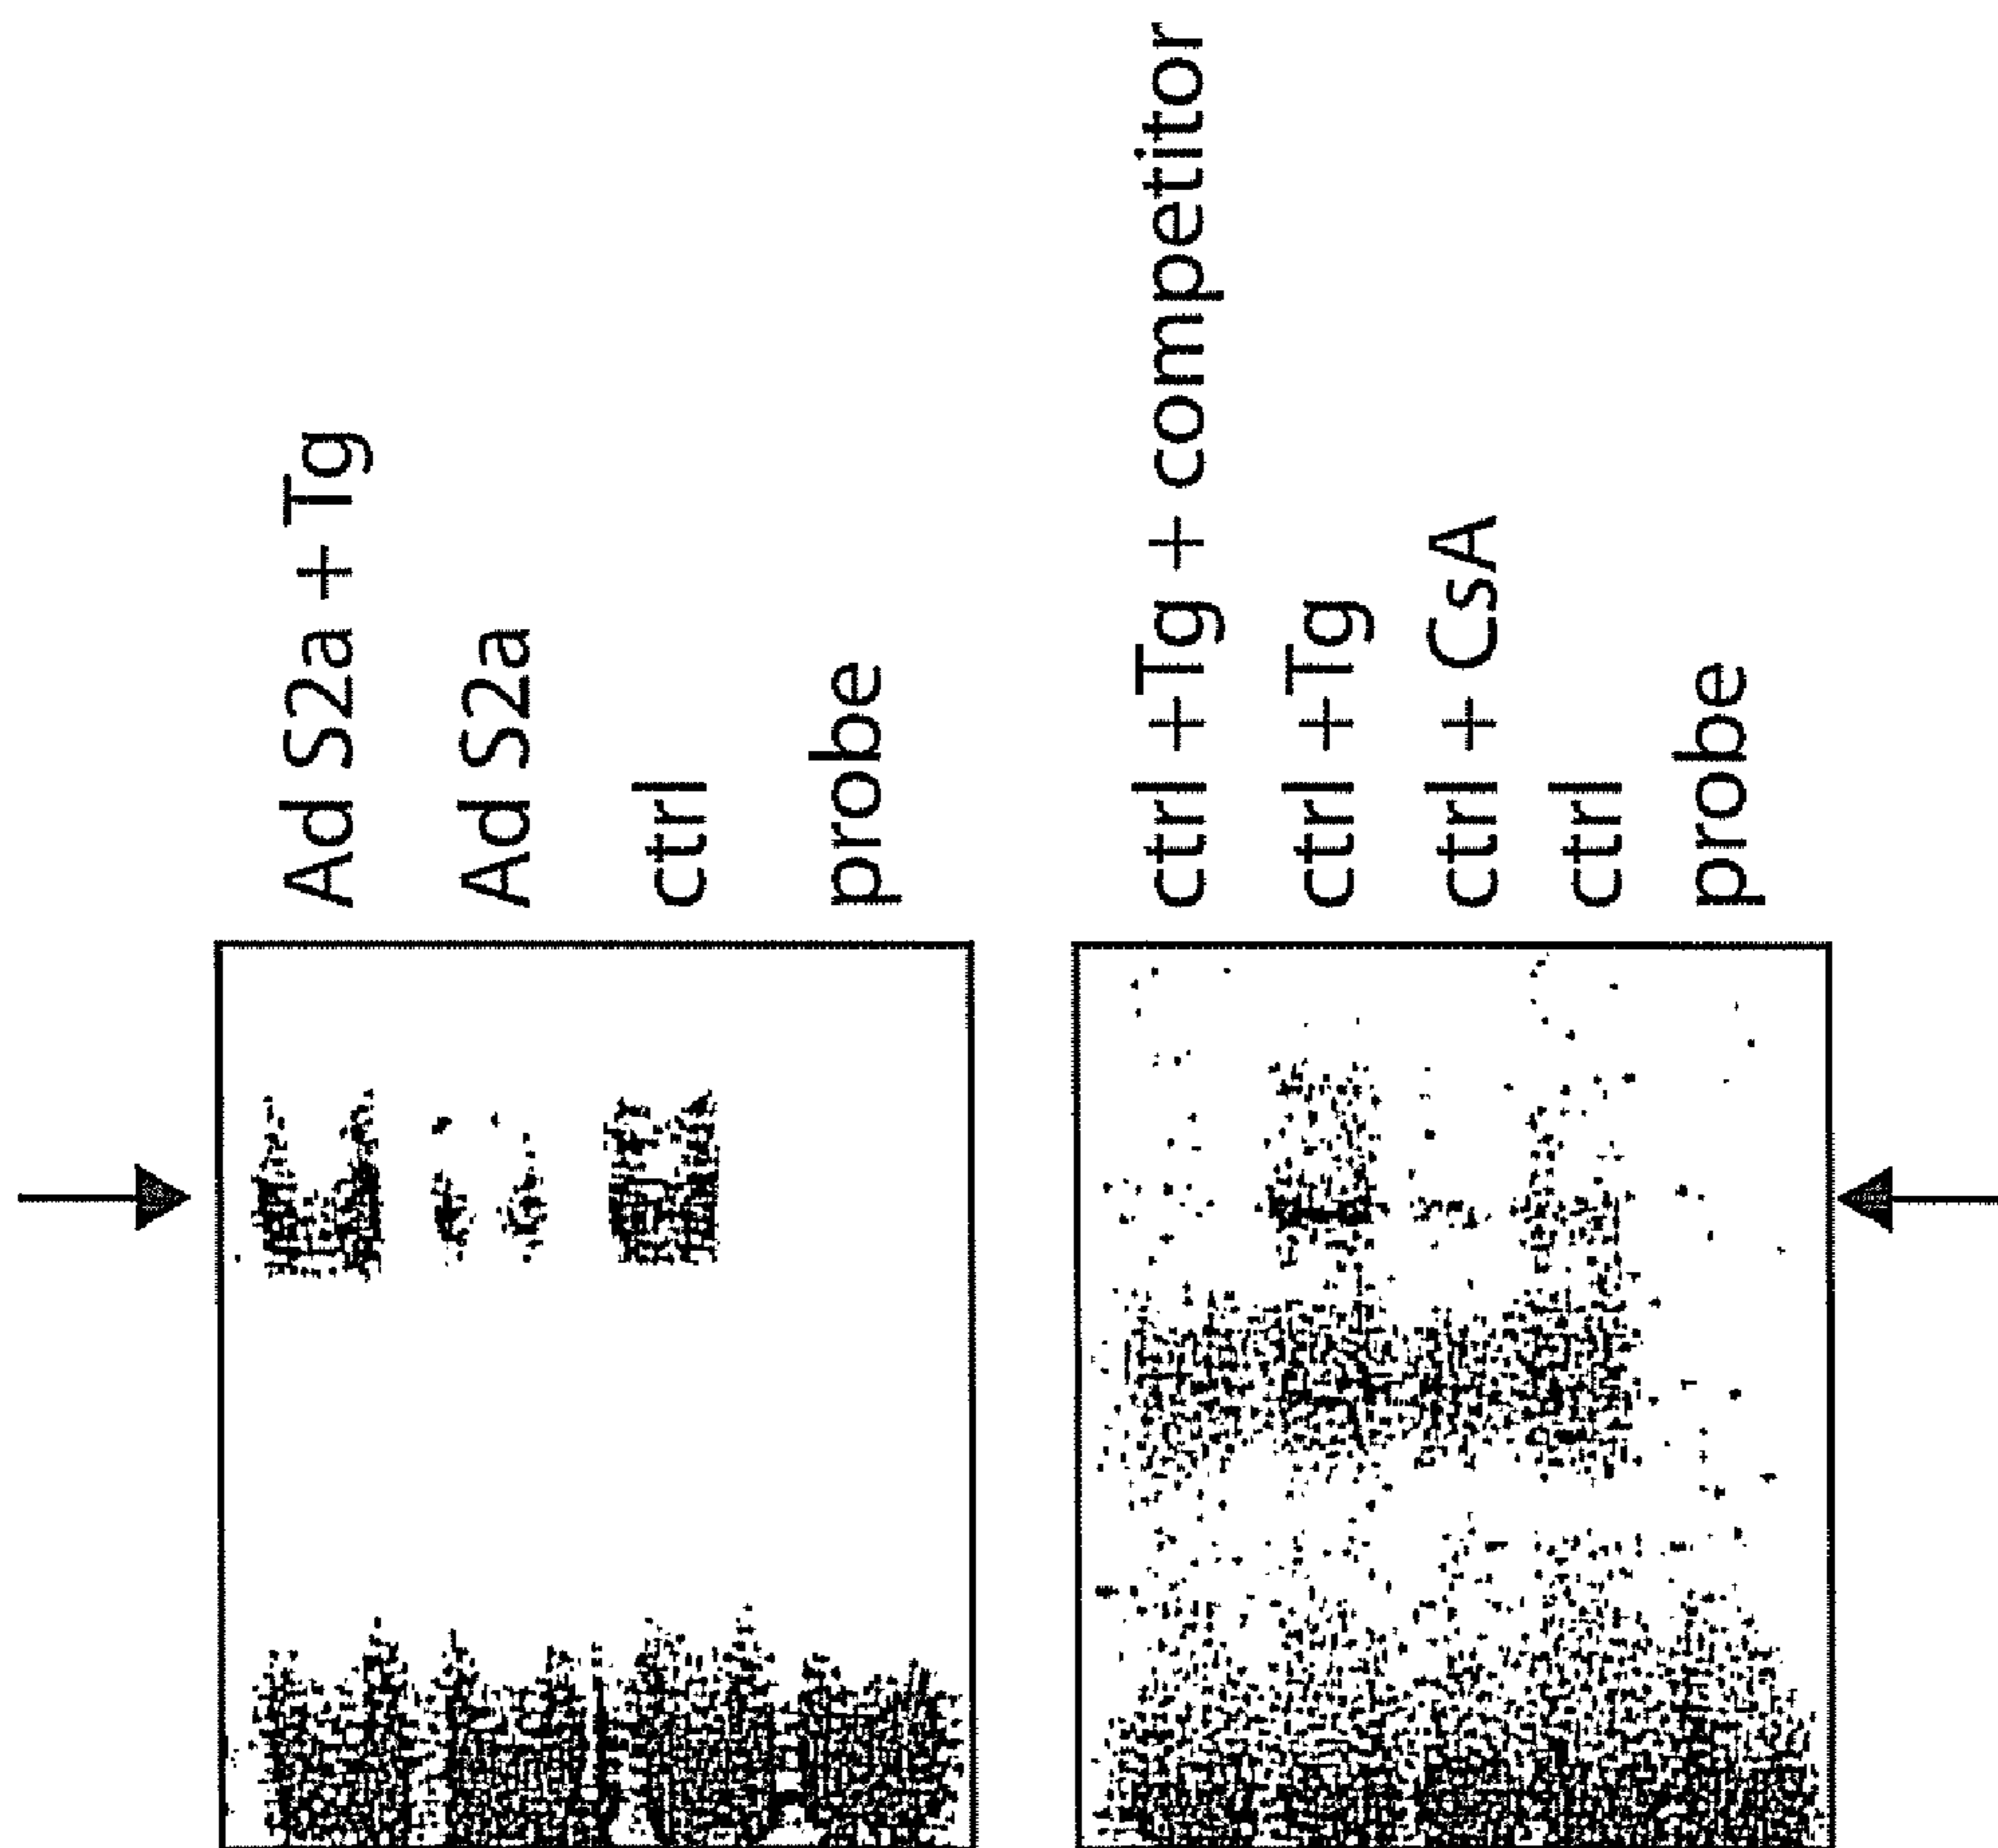 Ad S2a + Tg
Ad S2a
ctrl
probe
ctrl +Tg + competitor
ctrl +Tg
ctrl + CsA
ctrl
probe